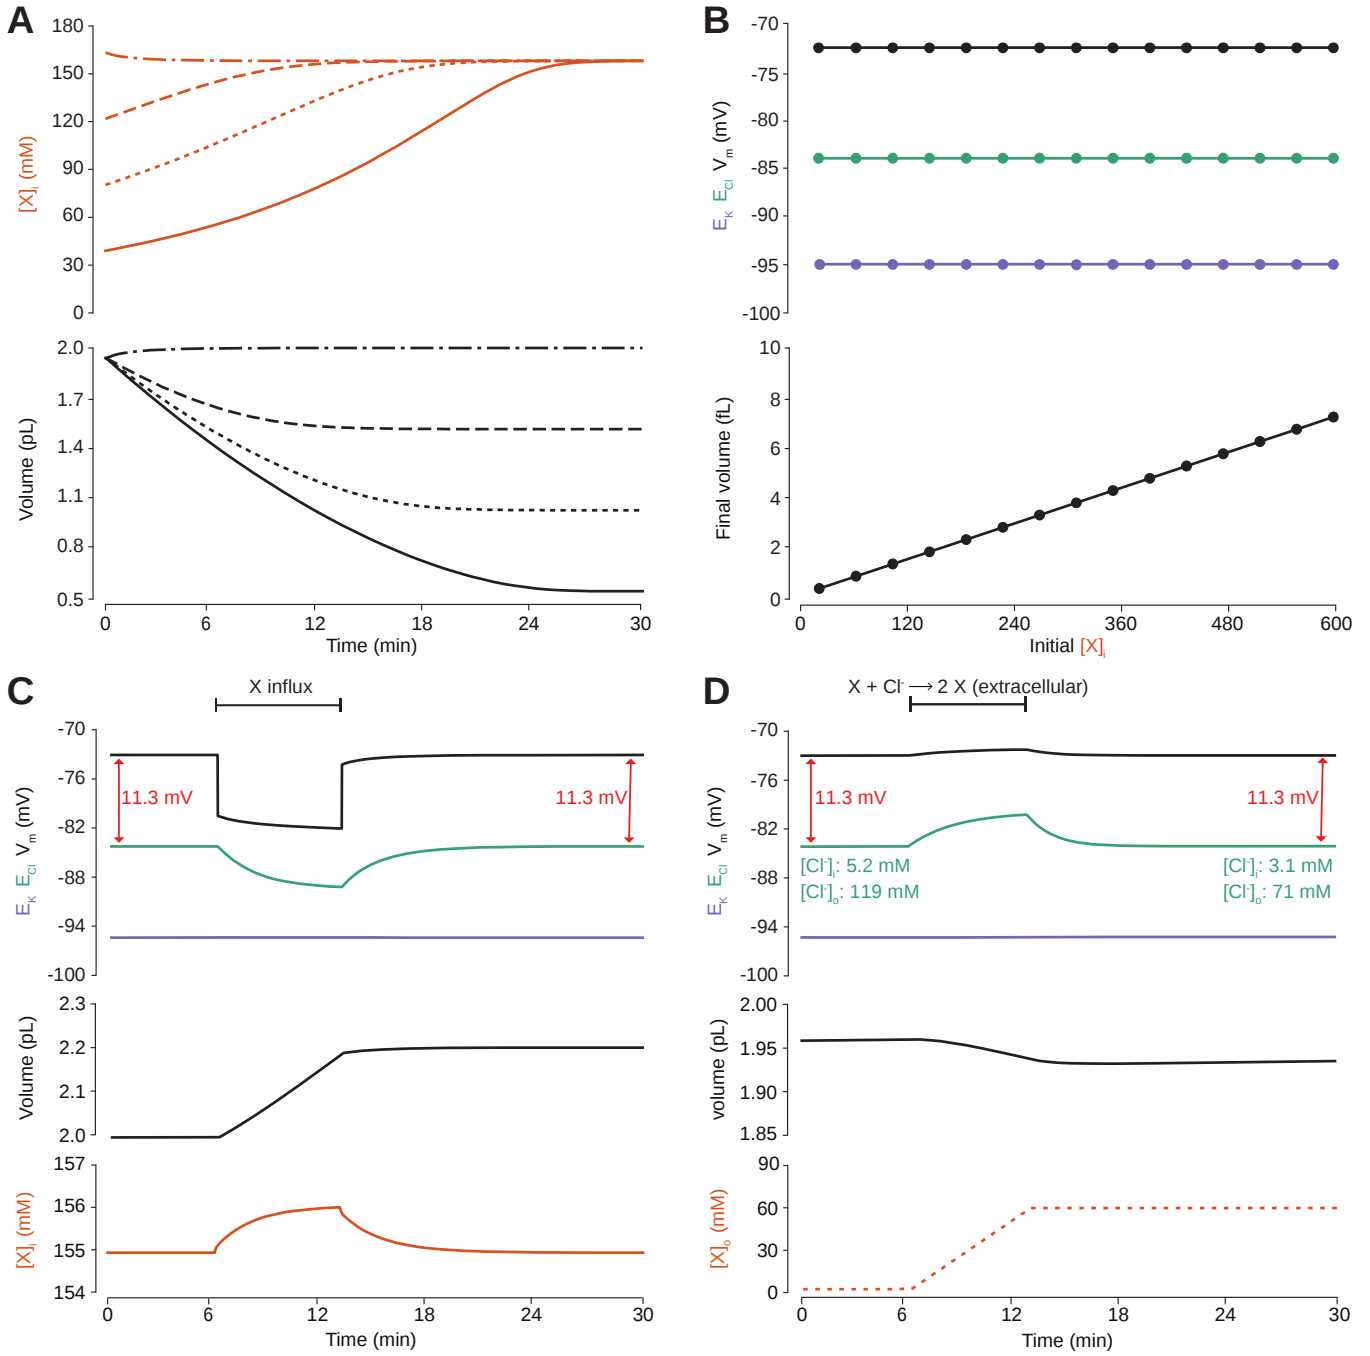 A
180
150
120
90
60
30
0
[X]i (mM)
2.0
1.7
1.4
1.1
0.8
0.5
Volume (pL)
0 6 12 18 24 30
Time (min)
B
-70
-75
-80
-85
-90
-95
-100
EK ECl Vm (mV)
10
8
6
4
2
0
Final volume (fL)
0 120 240 360 480 600
Initial [X]i
C
X influx
-70
-76
-82
-88
-94
-100
EK ECl Vm (mV)
11.3 mV 11.3 mV
2.3
2.2
2.1
2.0
Volume (pL)
157
156
155
154
[X]i (mM)
0 6 12 18 24 30
Time (min)
D
X + Cl- → 2 X (extracellular)
-70
-76
-82
-88
-94
-100
EK ECl Vm (mV)
11.3 mV 11.3 mV
[Cl-]i: 5.2 mM [Cl-]i: 3.1 mM
[Cl-]o: 119 mM [Cl-]o: 71 mM
2.00
1.95
1.90
1.85
volume (pL)
90
60
30
0
[X]o (mM)
0 6 12 18 24 30
Time (min)